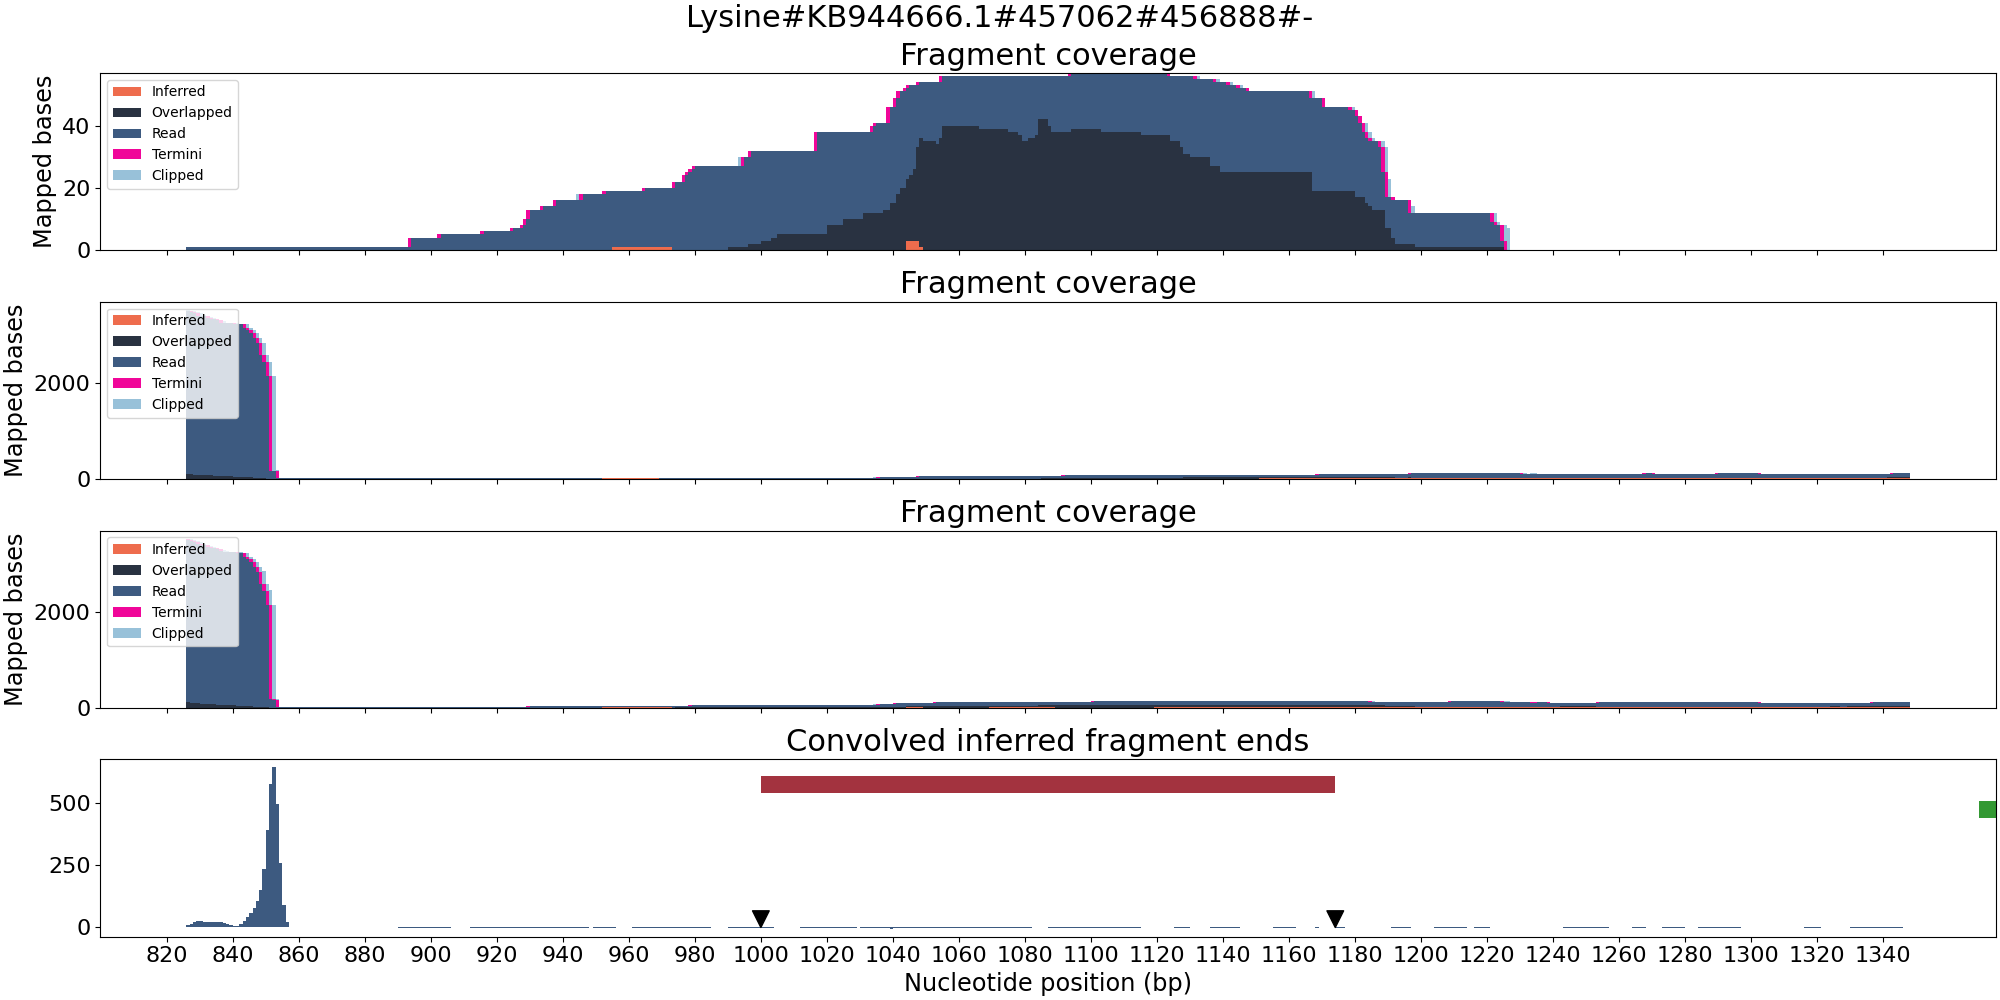 Lysine#KB944666.1#457062#456888#-
Fragment coverage
Mapped bases
40
20
0
Inferred
Overlapped
Read
Termini
Clipped
Fragment coverage
Mapped bases
2000
0
Inferred
Overlapped
Read
Termini
Clipped
Fragment coverage
Mapped bases
2000
0
Inferred
Overlapped
Read
Termini
Clipped
Convolved inferred fragment ends
500
250
0
820 840 860 880 900 920 940 960 980 1000 1020 1040 1060 1080 1100 1120 1140 1160 1180 1200 1220 1240 1260 1280 1300 1320 1340
Nucleotide position (bp)